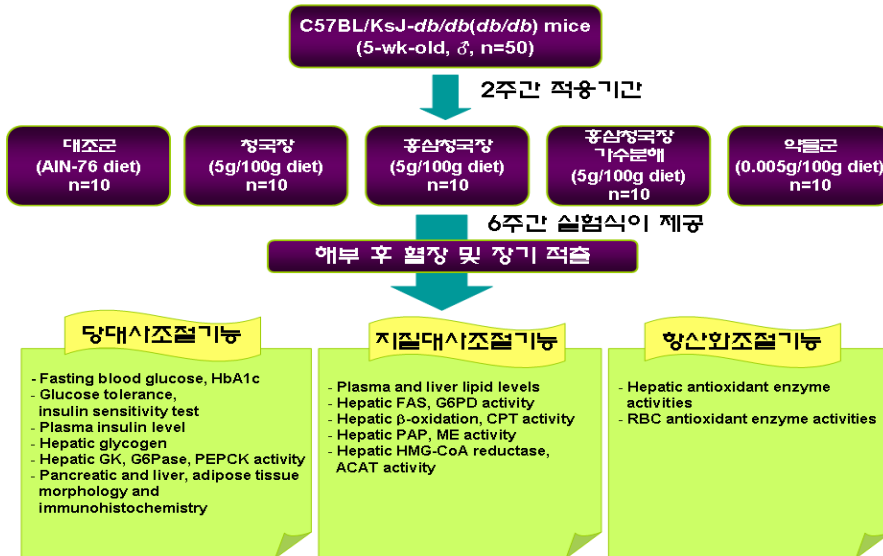 C57BL/KsJ-db/db(db/db) mice
(5-wk-old, ♂, n=50)
2주간 적응기간
대조군
(AIN-76 diet)
n=10
청국장
(5g/100g diet)
n=10
홍삼청국장
(5g/100g diet)
n=10
홍삼청국장
가수분해
(5g/100g diet)
n=10
약물군
(0.005g/100g diet)
n=10
6주간 실험식이 제공
해부 후 혈장 및 장기 적출
당대사조절기능
- Fasting blood glucose, HbA1c
- Glucose tolerance,
insulin sensitivity test
- Plasma insulin level
- Hepatic glycogen
- Hepatic GK, G6Pase, PEPCK activity
- Pancreatic and liver, adipose tissue
morphology and
immunohistochemistry
지질대사조절기능
- Plasma and liver lipid levels
- Hepatic FAS, G6PD activity
- Hepatic β-oxidation, CPT activity
- Hepatic PAP, ME activity
- Hepatic HMG-CoA reductase,
ACAT activity
항산화조절기능
- Hepatic antioxidant enzyme
activities
- RBC antioxidant enzyme activities